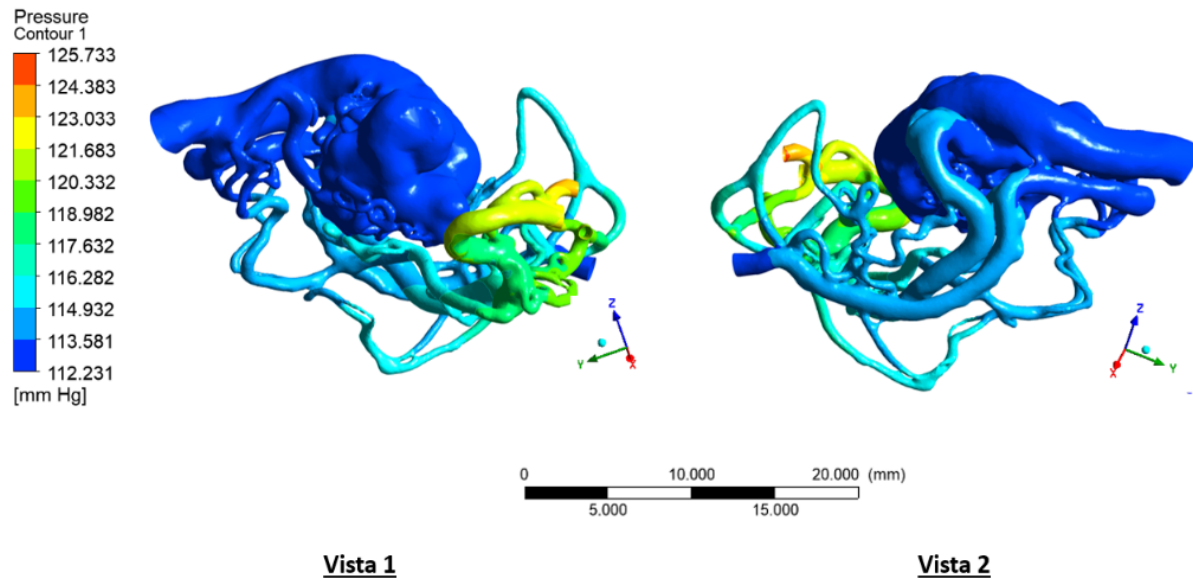 Pressure
Contour 1
125.733
124.383
123.033
121.683
120.332
118.982
117.632
116.282
114.932
113.581
112.231
[mm Hg]
Z
Y
X
Z
Y
X
0 10.000 20.000 (mm)
5.000 15.000
Vista 1
Vista 2